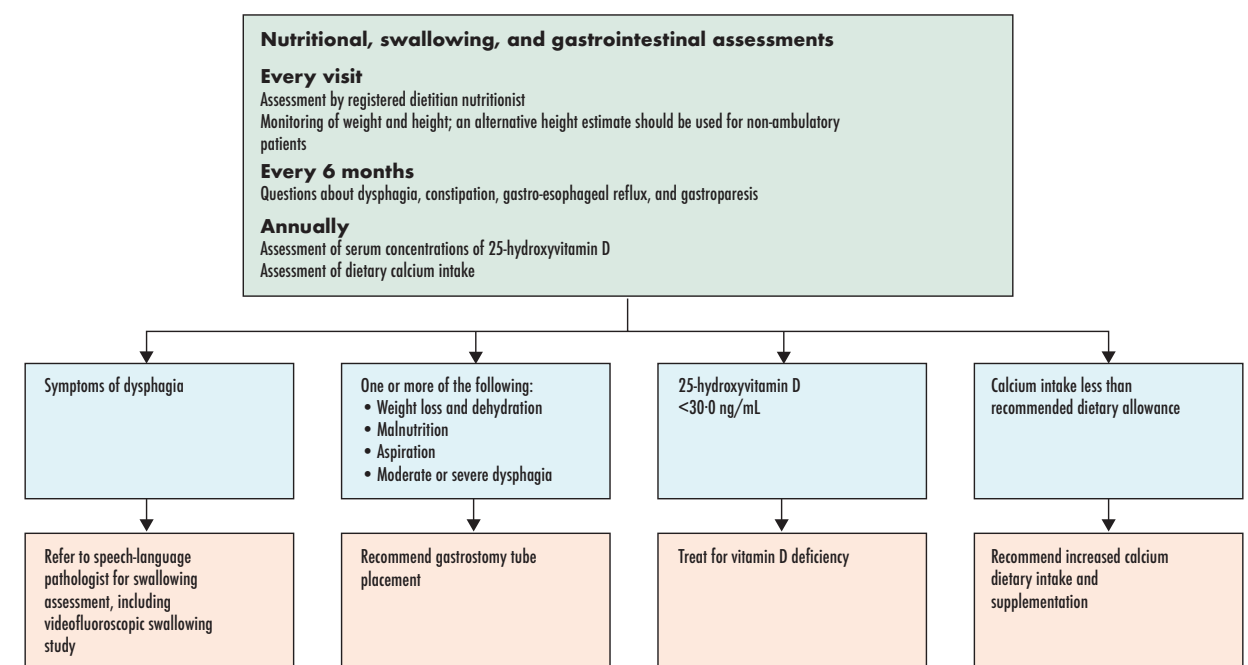 Nutritional, swallowing, and gastrointestinal assessments
Every visit
Assessment by registered dietitian nutritionist
Monitoring of weight and height; an alternative height estimate should be used for non-ambulatory
patients
Every 6 months
Questions about dysphagia, constipation, gastro-esophageal reflux, and gastroparesis
Annually
Assessment of serum concentrations of 25-hydroxyvitamin D
Assessment of dietary calcium intake
Symptoms of dysphagia
One or more of the following:
• Weight loss and dehydration
• Malnutrition
• Aspiration
• Moderate or severe dysphagia
25-hydroxyvitamin D
<30·0 ng/mL
Calcium intake less than
recommended dietary allowance
Refer to speech-language
pathologist for swallowing
assessment, including
videofluoroscopic swallowing
study
Recommend gastrostomy tube
placement
Treat for vitamin D deficiency
Recommend increased calcium
dietary intake and
supplementation